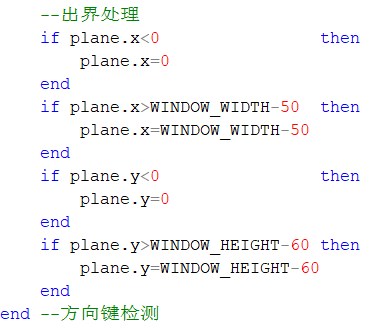 --出界处理
if plane.x<0 then
plane.x=0
end
if plane.x>WINDOW_WIDTH-50 then
plane.x=WINDOW_WIDTH-50
end
if plane.y<0 then
plane.y=0
end
if plane.y>WINDOW_HEIGHT-60 then
plane.y=WINDOW_HEIGHT-60
end
end --方向键检测